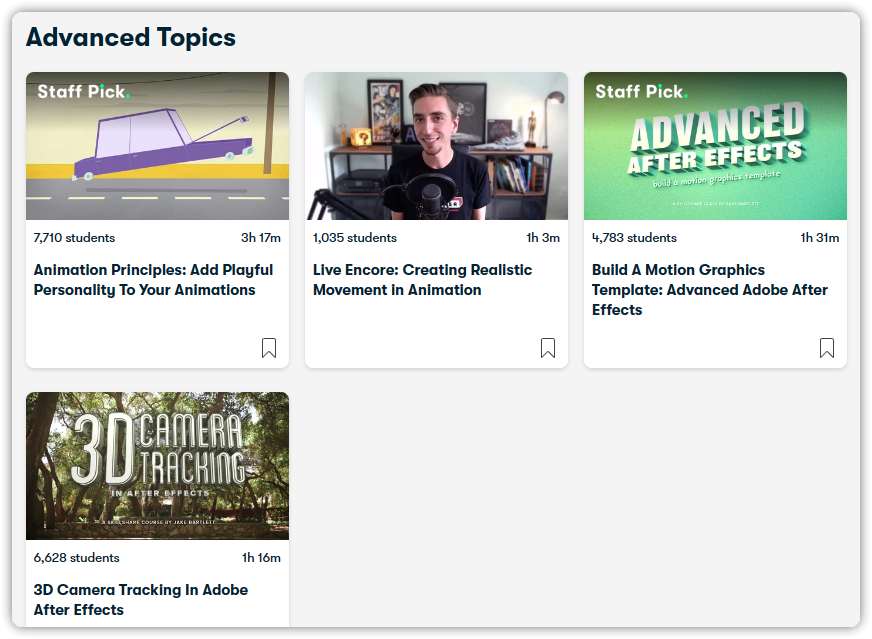 Advanced Topics
Staff Pick.
7,710 students 3h 17m
Animation Principles: Add Playful
Personality To Your Animations
1,035 students 1h 3m
Live Encore: Creating Realistic
Movement in Animation
Staff Pick.
ADVANCED
AFTER EFFECTS
build a motion graphics template
A SKILLSHARE CLASS BY JAKE BARTLETT
4,783 students 1h 31m
Build A Motion Graphics
Template: Advanced Adobe After
Effects
3D CAMERA
TRACKING
IN AFTER EFFECTS
A SKILLSHARE COURSE BY JAKE BARTLETT
6,628 students 1h 16m
3D Camera Tracking In Adobe
After Effects